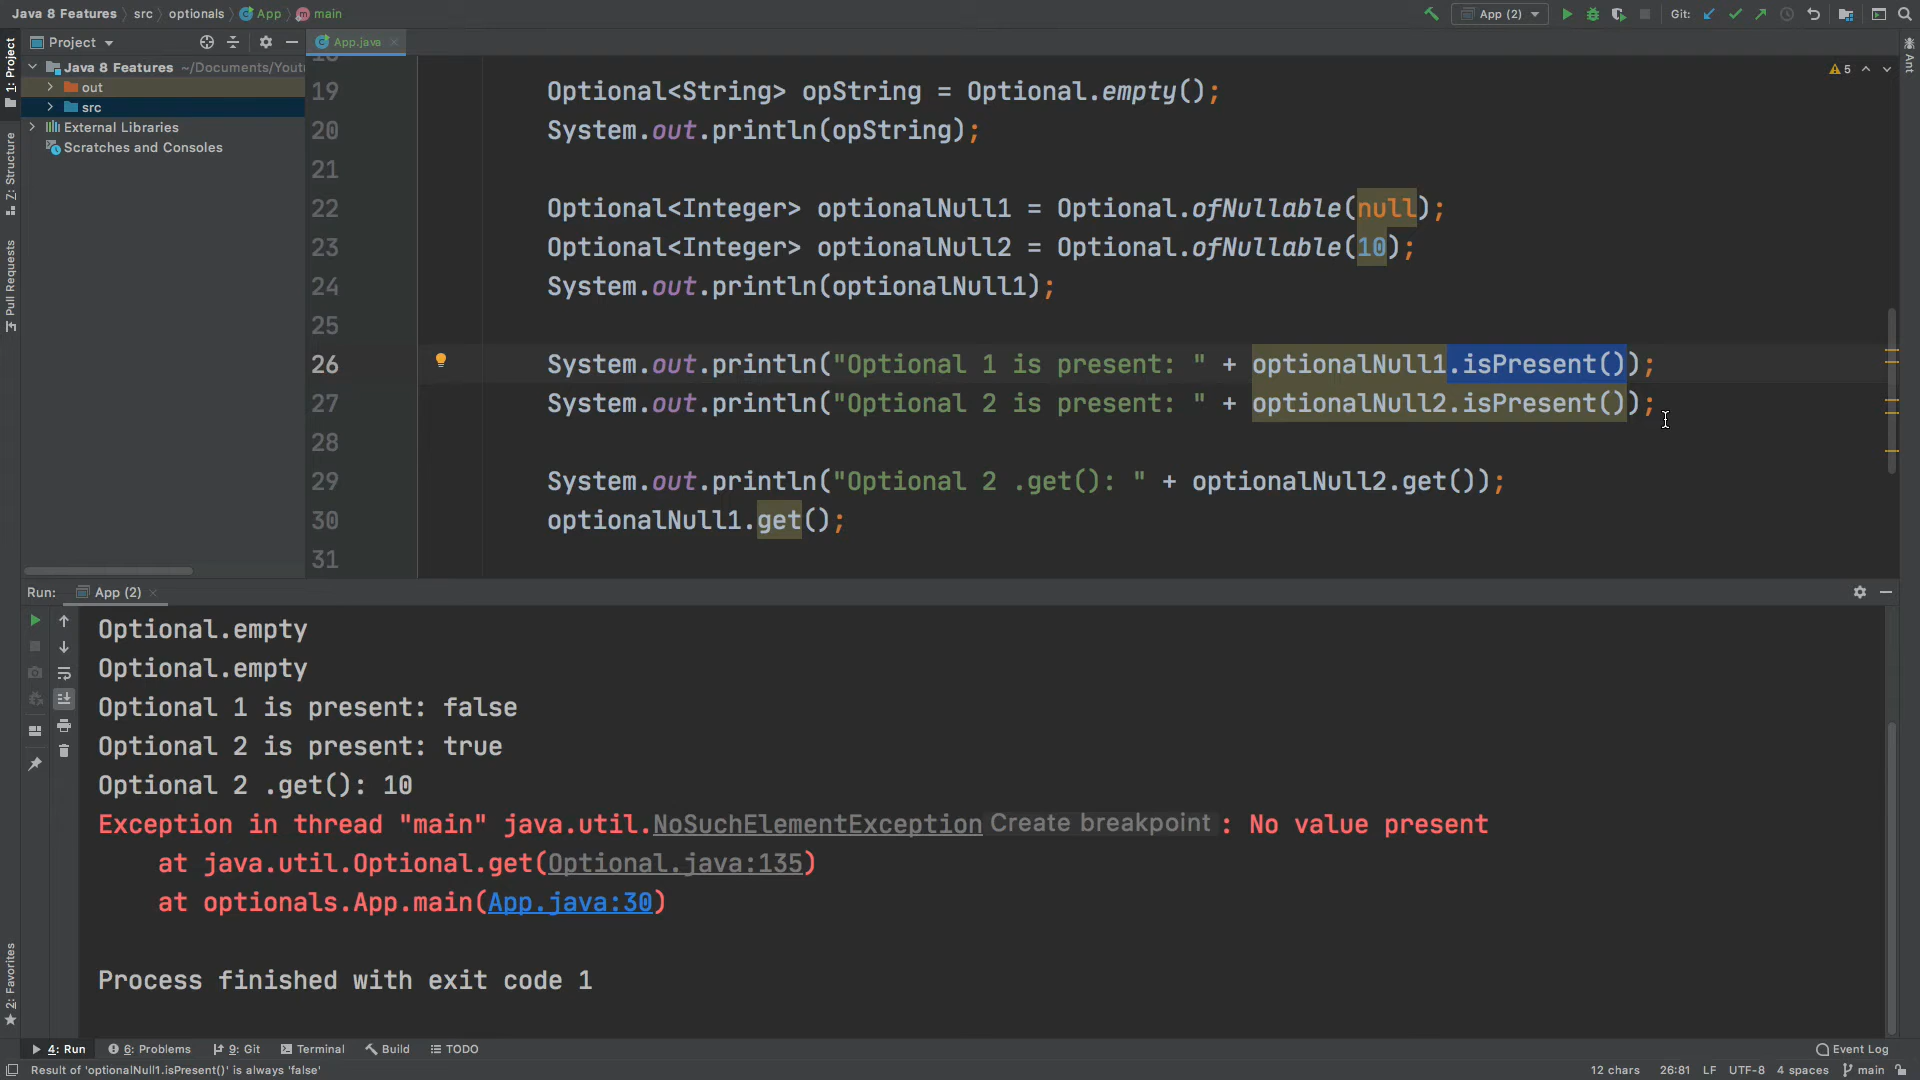 Java 8 Features src optionals App main
App (2) Git:
Project
App.java
1: Project
Java 8 Features ~/Documents/Youtu
out
src
External Libraries
Scratches and Consoles
7: Structure
Pull Requests
2: Favorites
Ant
5
19 Optional<String> opString = Optional.empty();
20 System.out.println(opString);
21
22 Optional<Integer> optionalNull1 = Optional.ofNullable(null);
23 Optional<Integer> optionalNull2 = Optional.ofNullable(10);
24 System.out.println(optionalNull1);
25
26 System.out.println("Optional 1 is present: " + optionalNull1.isPresent());
27 System.out.println("Optional 2 is present: " + optionalNull2.isPresent());
28
29 System.out.println("Optional 2 .get(): " + optionalNull2.get());
30 optionalNull1.get();
31
Run: App (2)
Optional.empty
Optional.empty
Optional 1 is present: false
Optional 2 is present: true
Optional 2 .get(): 10
Exception in thread "main" java.util.NoSuchElementException Create breakpoint : No value present
at java.util.Optional.get(Optional.java:135)
at optionals.App.main(App.java:30)
Process finished with exit code 1
4: Run 6: Problems 9: Git Terminal Build TODO Event Log
Result of 'optionalNull1.isPresent()' is always 'false' 12 chars 26:81 LF UTF-8 4 spaces main